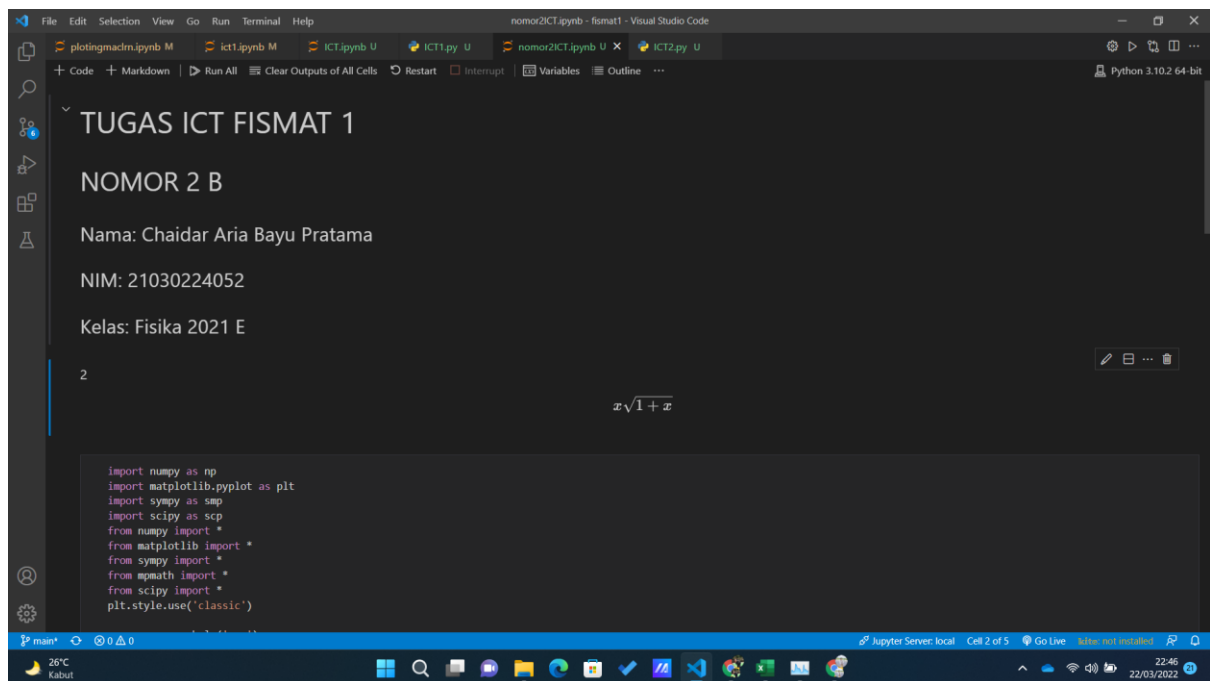 File Edit Selection View Go Run Terminal Help nomor2ICT.ipynb - fismat1 - Visual Studio Code
plotingmaclrn.ipynb M ict1.ipynb M ICT.ipynb U ICT1.py U nomor2ICT.ipynb U ICT2.py U
+ Code + Markdown Run All Clear Outputs of All Cells Restart Interrupt Variables Outline ... Python 3.10.2 64-bit
TUGAS ICT FISMAT 1
NOMOR 2 B
6
Nama: Chaidar Aria Bayu Pratama
NIM: 21030224052
Kelas: Fisika 2021 E
2
x√1 + x
import numpy as np
import matplotlib.pyplot as plt
import sympy as smp
import scipy as scp
from numpy import *
from matplotlib import *
from sympy import *
from mpmath import *
from scipy import *
plt.style.use('classic')
main* 0 0 Jupyter Server: local Cell 2 of 5 Go Live kite: not installed
26°C
Kabut
22:46
22/03/2022
21